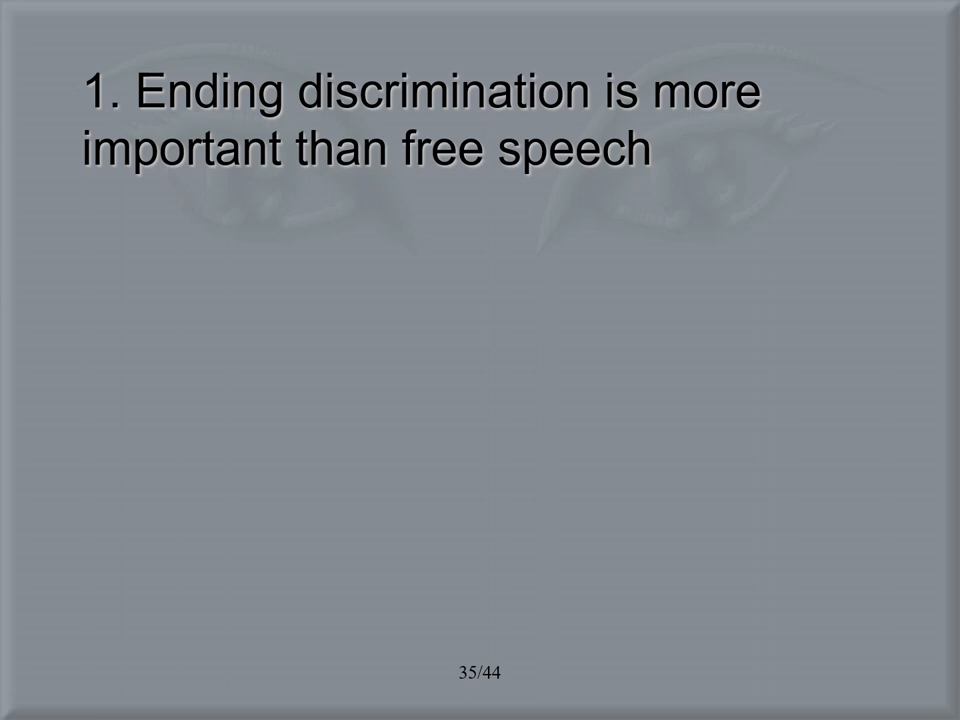 1. Ending discrimination is more
important than free speech
35/44